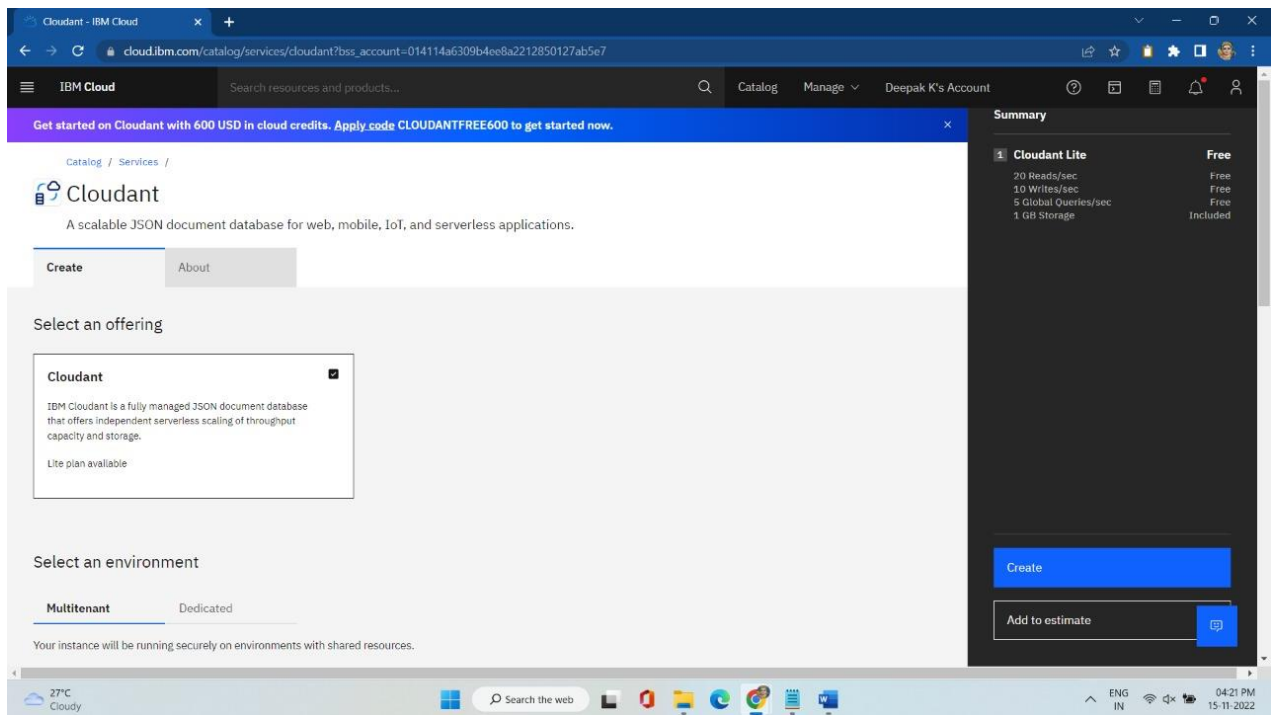 Cloudant - IBM Cloud
cloud.ibm.com/catalog/services/cloudant?bss_account=014114a6309b4ee8a2212850127ab5e7
IBM Cloud
Search resources and products...
Catalog
Manage
Deepak K's Account
Get started on Cloudant with 600 USD in cloud credits. Apply code CLOUDANTFREE600 to get started now.
Catalog / Services /
Cloudant
A scalable JSON document database for web, mobile, IoT, and serverless applications.
Create
About
Select an offering
Cloudant
IBM Cloudant is a fully managed JSON document database
that offers independent serverless scaling of throughput
capacity and storage.
Lite plan available
Select an environment
Multitenant
Dedicated
Your instance will be running securely on environments with shared resources.
Summary
1 Cloudant Lite Free
20 Reads/sec Free
10 Writes/sec Free
5 Global Queries/sec Free
1 GB Storage Included
Create
Add to estimate
27°C
Cloudy
Search the web
ENG
IN
04:21 PM
15-11-2022